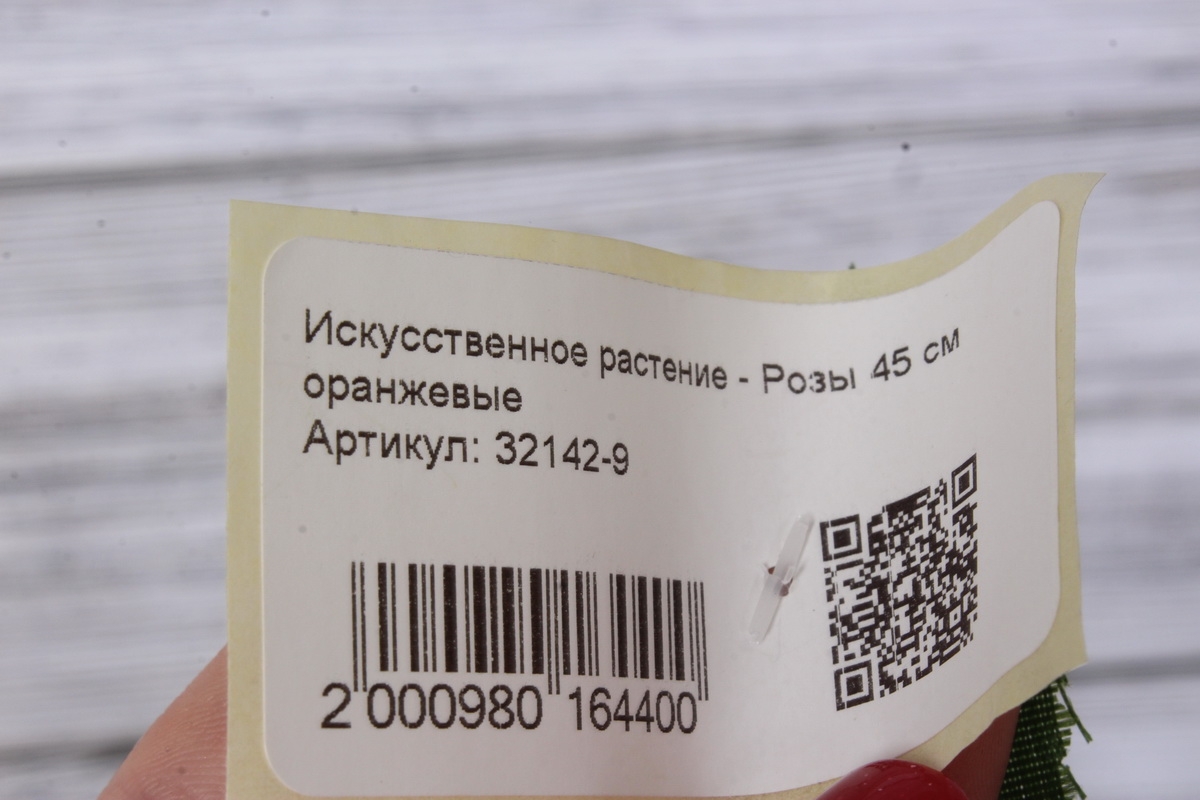 Искусственное растение - Розы 45 см
оранжевые
Артикул: 32142-9
2 000980 164400